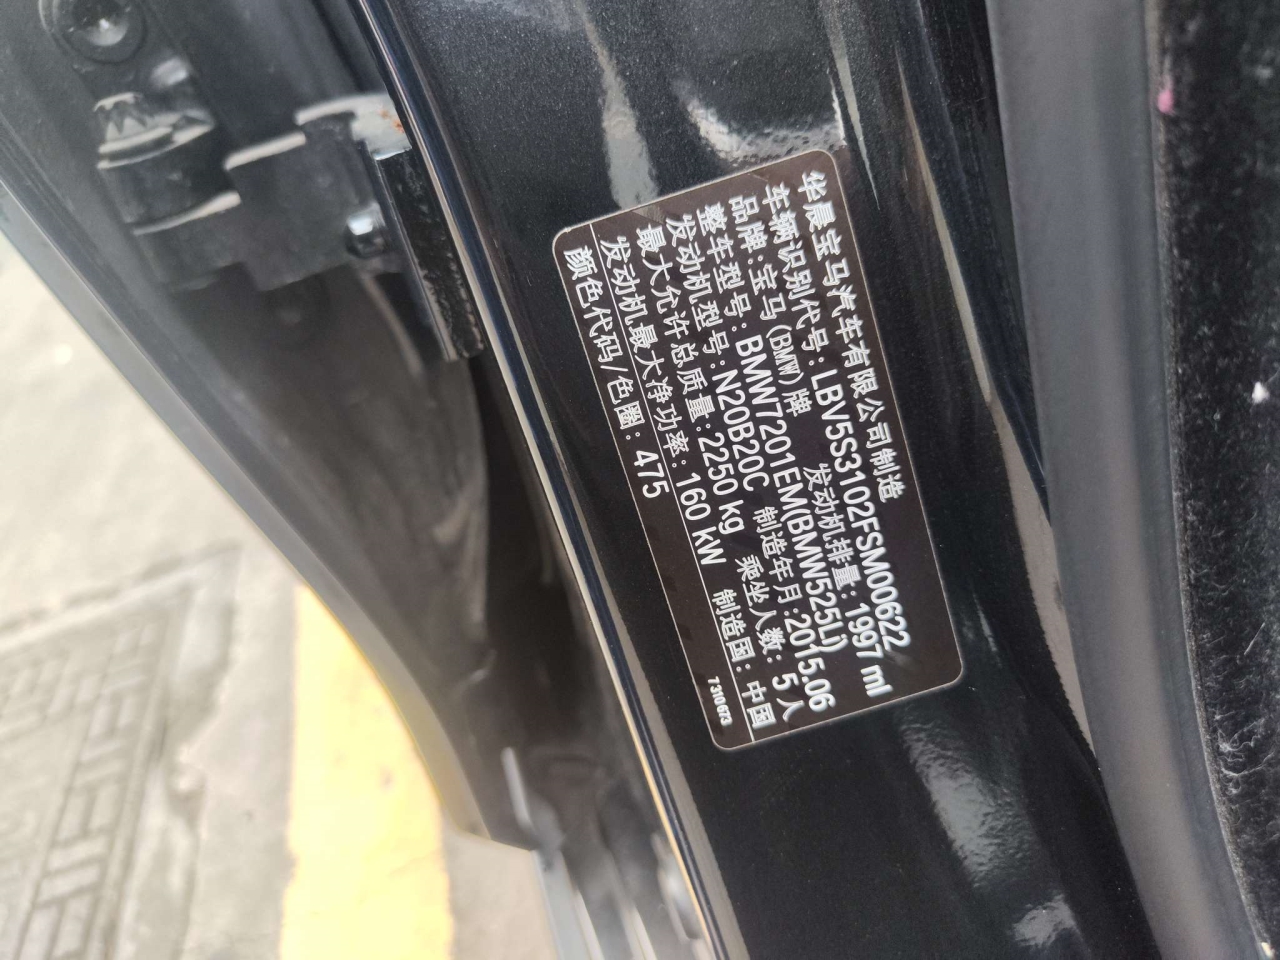 华晨宝马汽车有限公司制造
车辆识别代号:LBV5S3102FSM00622
品牌:宝马(BMW)牌 发动机排量:1997 ml
整车型号:BMW7201EM(BMW525Li)
发动机型号:N20B20C 制造年月:2015.06
最大允许总质量:2250 kg 乘坐人数:5人
发动机最大净功率:160 kW 制造国:中国
颜色代码/色圈:475 7310673